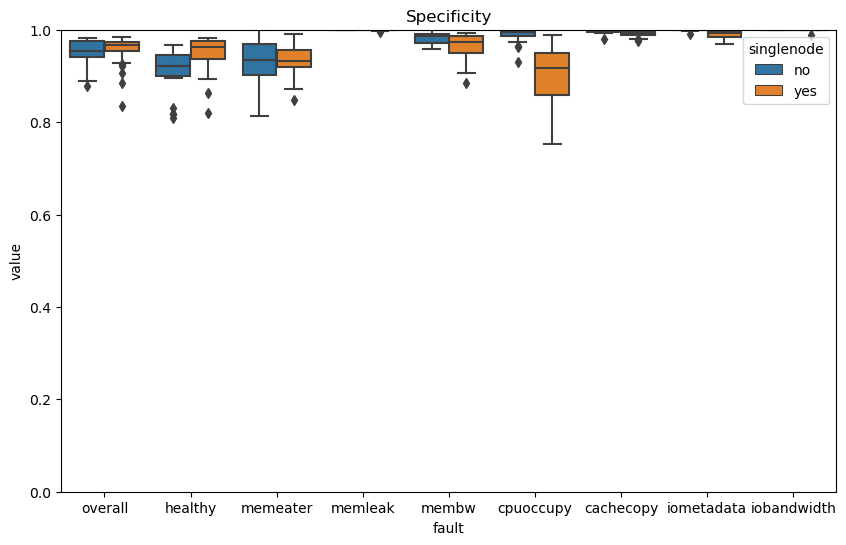 Specificity
singlenode
no
yes
value
1.0
0.8
0.6
0.4
0.2
0.0
overall healthy memeater memleak membw cpuoccupy cachecopy iometadata iobandwidth
fault